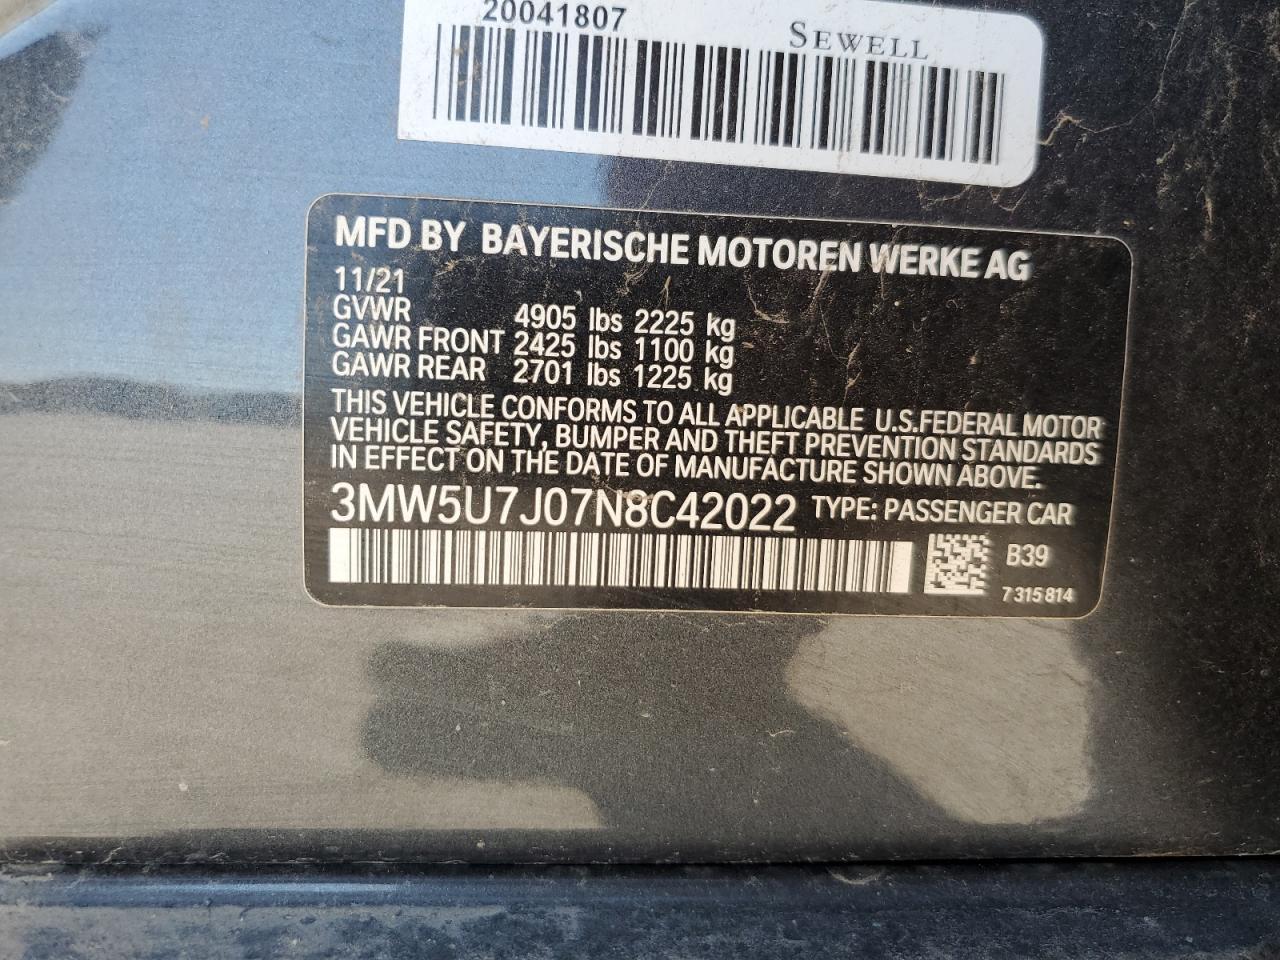 20041807 SEWELL
MFD BY BAYERISCHE MOTOREN WERKE AG
11/21
GVWR 4905 lbs 2225 kg
GAWR FRONT 2425 lbs 1100 kg
GAWR REAR 2701 lbs 1225 kg
THIS VEHICLE CONFORMS TO ALL APPLICABLE U.S.FEDERAL MOTOR
VEHICLE SAFETY, BUMPER AND THEFT PREVENTION STANDARDS
IN EFFECT ON THE DATE OF MANUFACTURE SHOWN ABOVE.
3MW5U7J07N8C42022 TYPE: PASSENGER CAR
B39
7 315 814